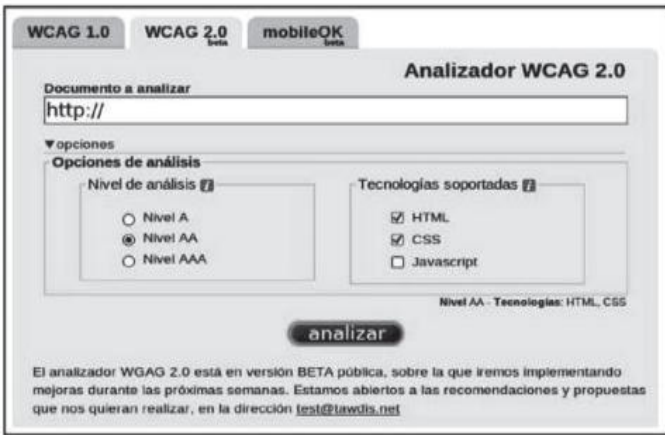 WCAG 1.0
WCAG 2.0
beta
mobileOK
beta
Analizador WCAG 2.0
Documento a analizar
http://
▼opciones
Opciones de análisis
Nivel de análisis
Nivel A
Nivel AA
Nivel AAA
Tecnologías soportadas
HTML
CSS
Javascript
Nivel AA - Tecnologías: HTML, CSS
analizar
El analizador WGAG 2.0 está en versión BETA pública, sobre la que iremos implementando
mejoras durante las próximas semanas. Estamos abiertos a las recomendaciones y propuestas
que nos quieran realizar, en la dirección test@tawdis.net